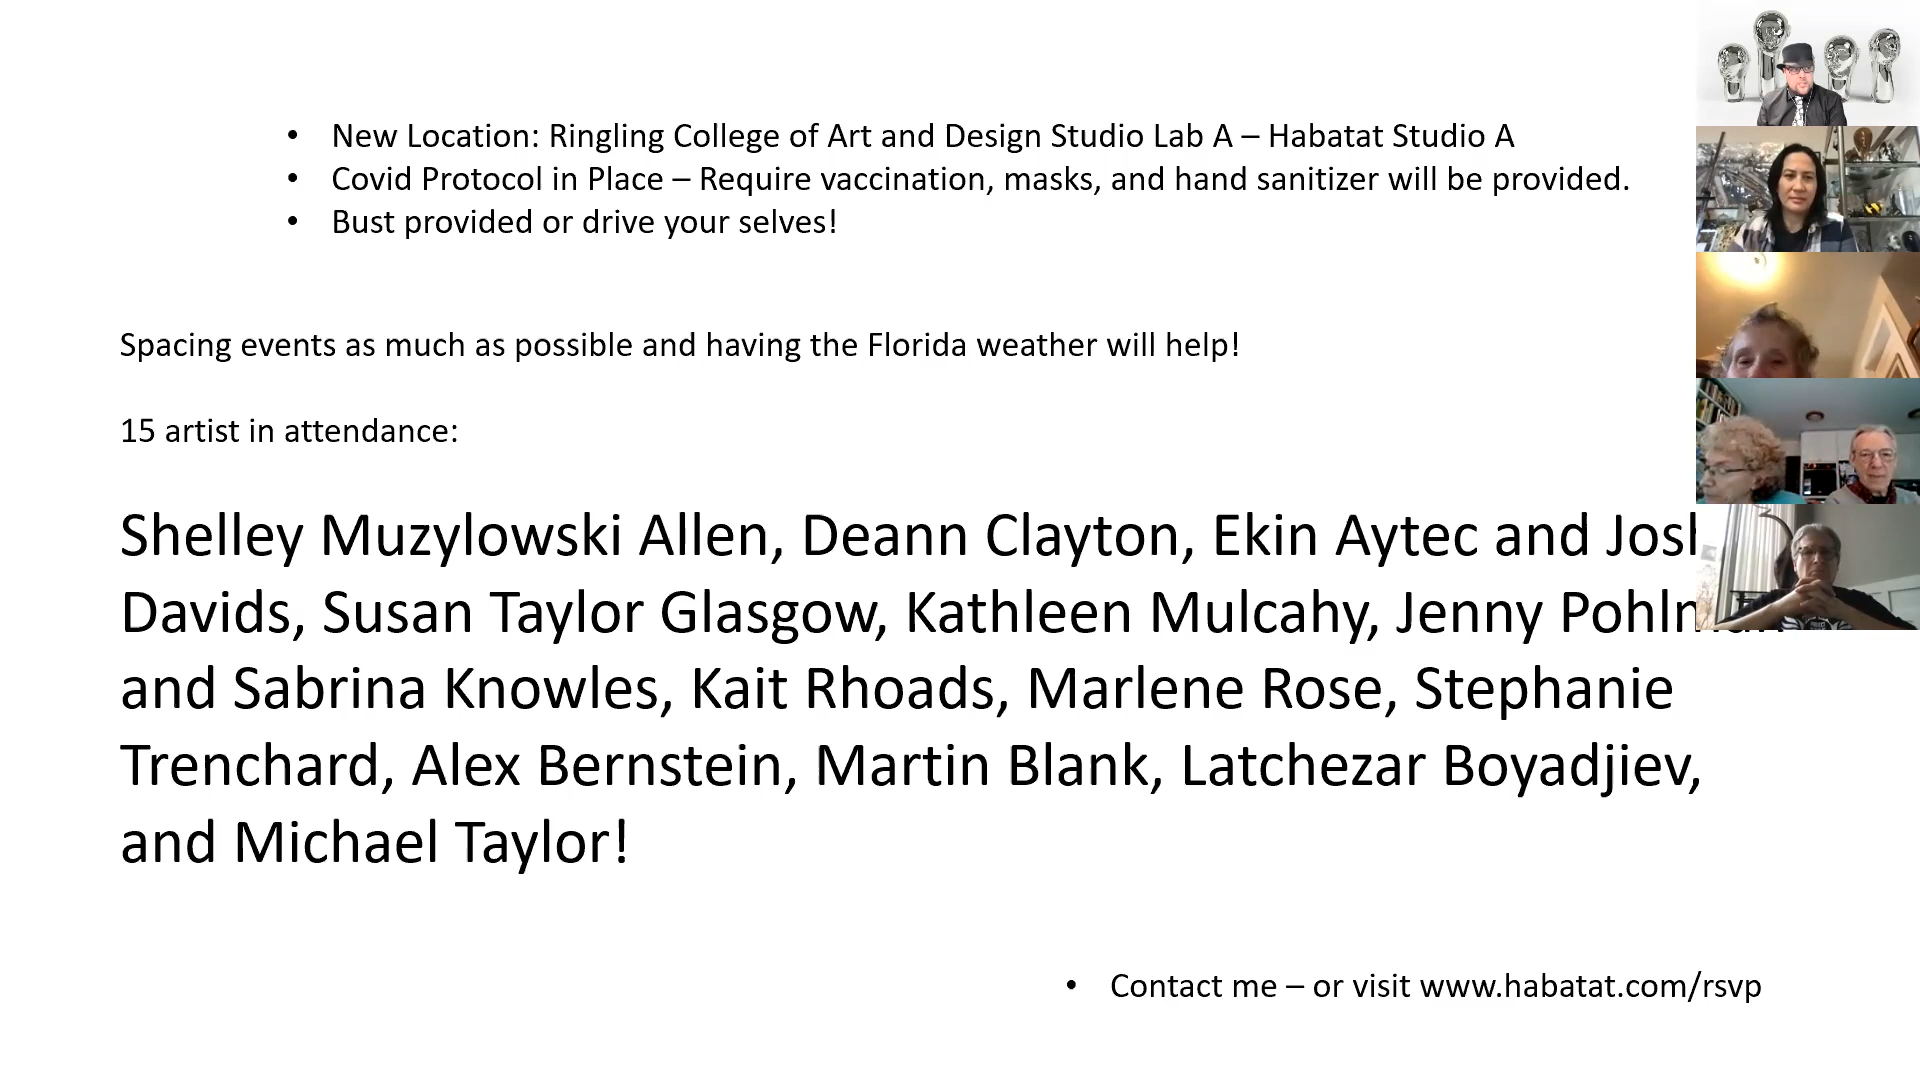 • New Location: Ringling College of Art and Design Studio Lab A – Habatat Studio A
• Covid Protocol in Place – Require vaccination, masks, and hand sanitizer will be provided.
• Bust provided or drive your selves!
Spacing events as much as possible and having the Florida weather will help!
15 artist in attendance:
Shelley Muzylowski Allen, Deann Clayton, Ekin Aytec and
Davids, Susan Taylor Glasgow, Kathleen Mulcahy, Jenny
and Sabrina Knowles, Kait Rhoads, Marlene Rose, Stephanie
Trenchard, Alex Bernstein, Martin Blank, Latchezar Boyadjiev,
and Michael Taylor!
• Contact me – or visit www.habatat.com/rsvp